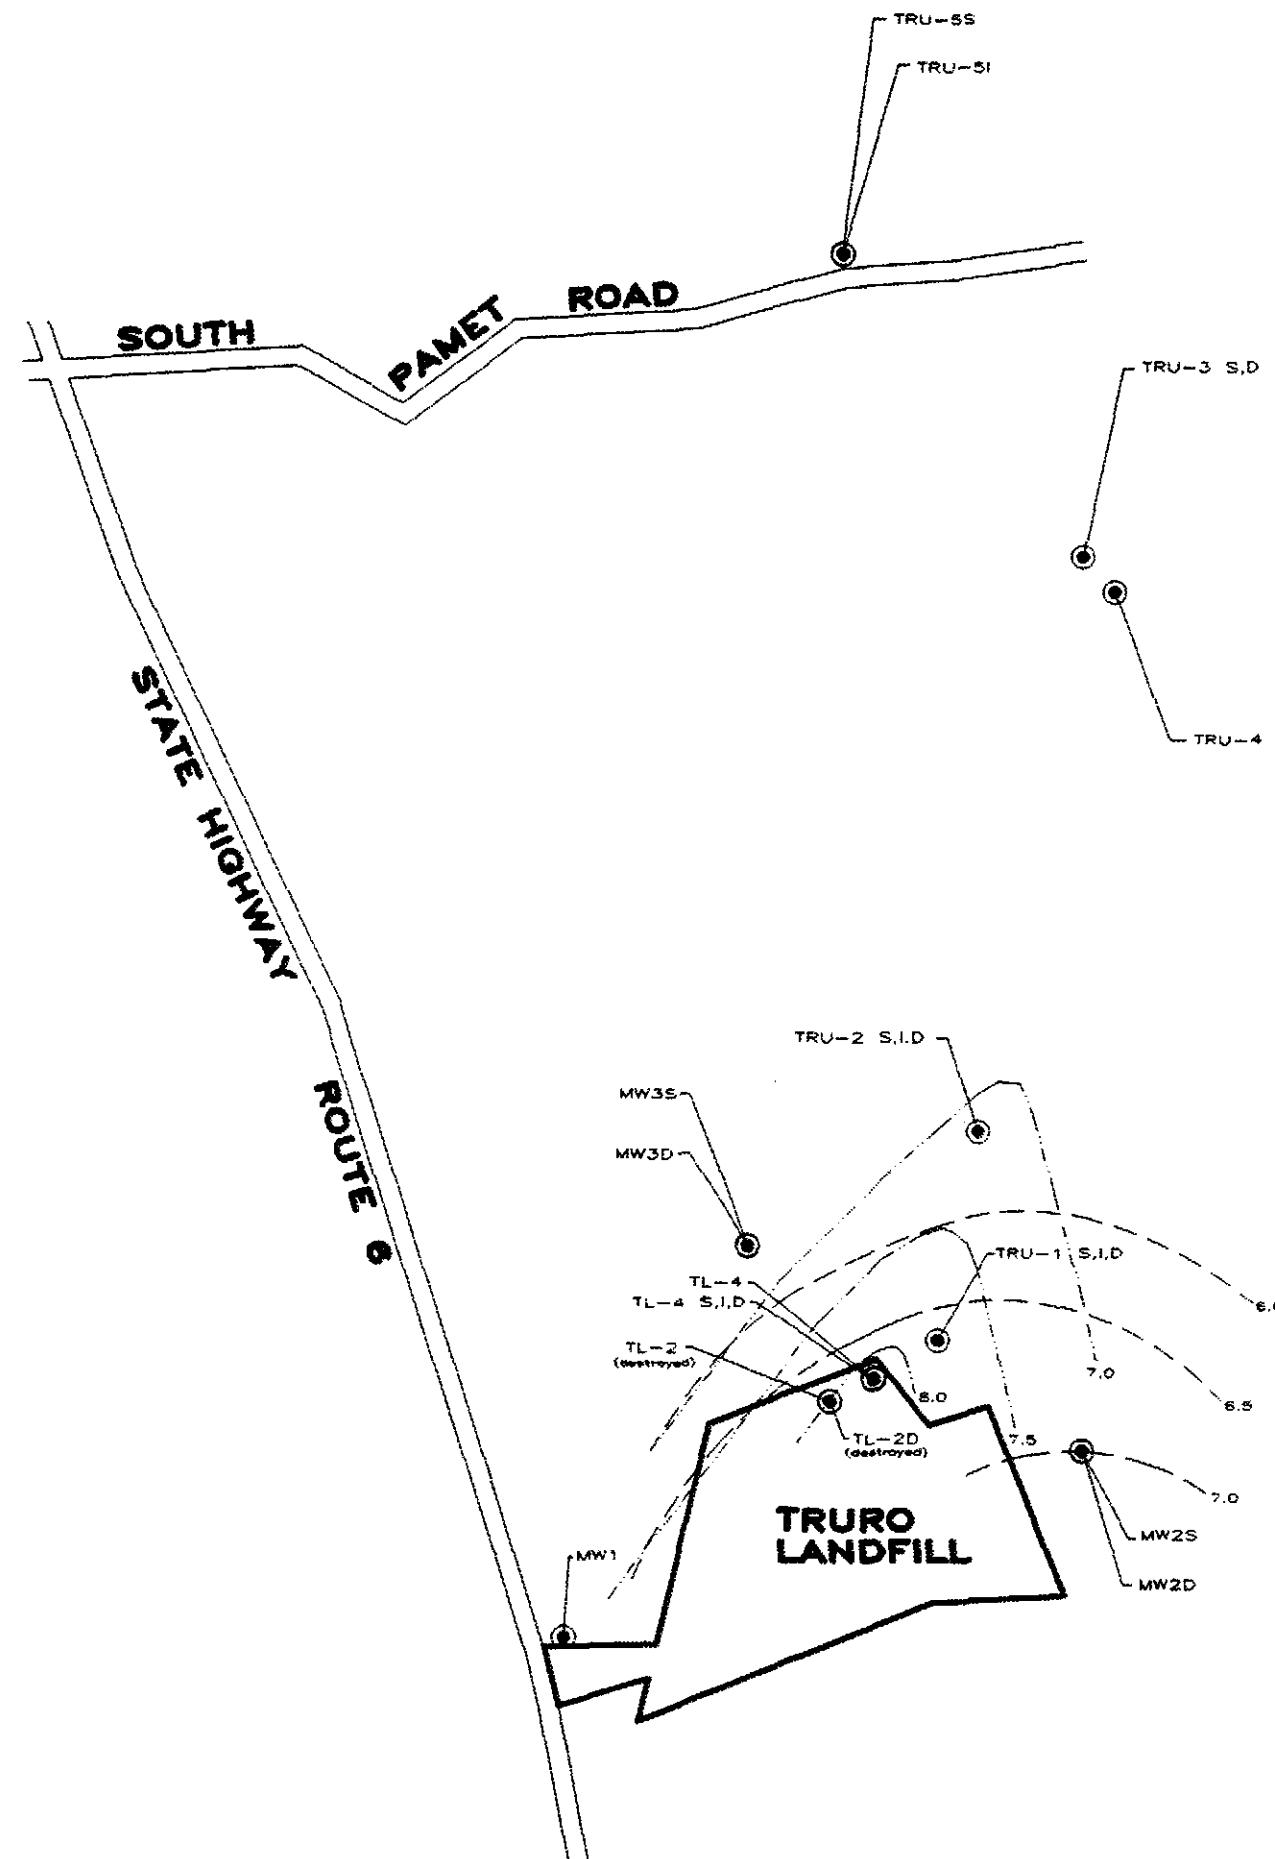 TRU-5S
TRU-5I
SOUTH PAMET ROAD
TRU-3 S,D
TRU-4
STATE HIGHWAY ROUTE 6
TRU-2 S,I.D
MW3S
MW3D
TRU-1 S,I,D
TL-4
TL-4 S,I,D
TL-2
(destroyed)
TL-2D
(destroyed)
8.0
7.0
6.5
7.5
7.0
TRURO
LANDFILL
MW1
MW2S
MW2D